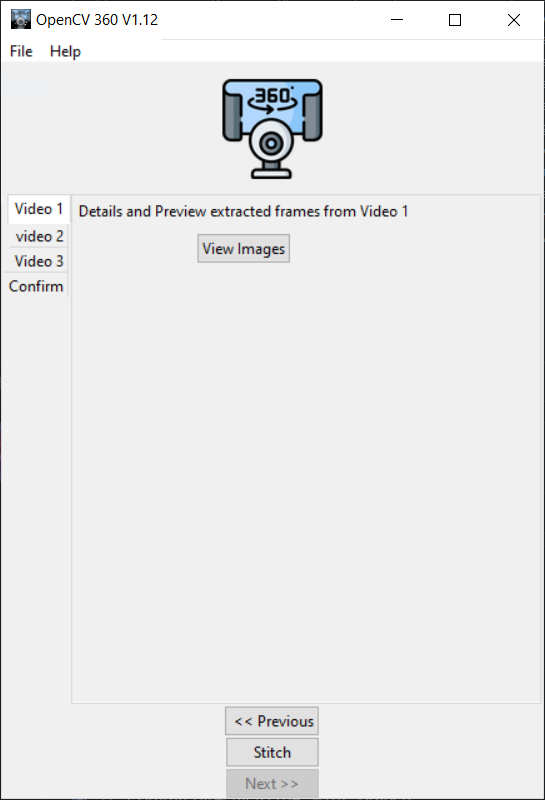 OpenCV 360 V1.12
File Help
360°
Video 1
Details and Preview extracted frames from Video 1
video 2
View Images
Video 3
Confirm
<< Previous
Stitch
Next >>